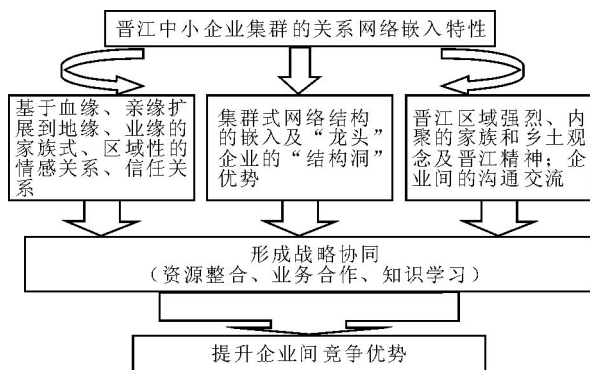 晋江中小企业集群的关系网络嵌入特性
基于血缘、亲缘扩
展到地缘、业缘的
家族式、区域性的
情感关系、信任关
系
集群式网络结构
的嵌入及“龙头”
企业的“结构洞”
优势
晋江区域强烈、内
聚的家族和乡土观
念及晋江精神；企
业间的沟通交流
形成战略协同
（资源整合、业务合作、知识学习）
提升企业间竞争优势